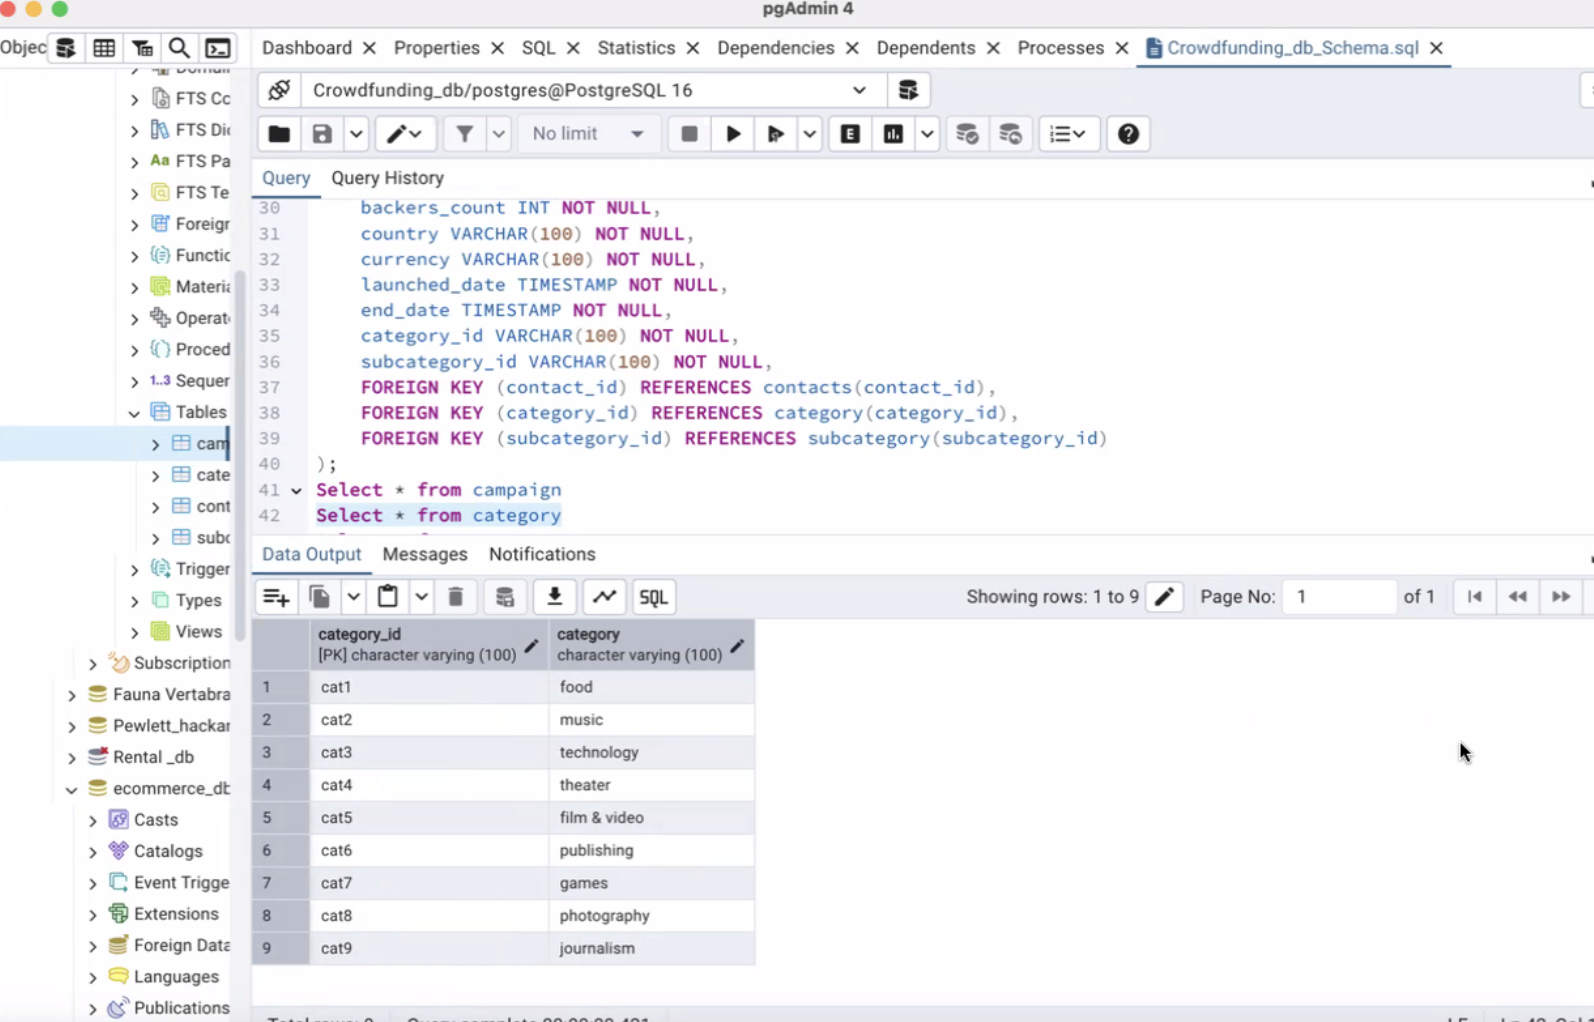 pgAdmin 4
Objec
Dashboard Properties SQL Statistics Dependencies Dependents Processes Crowdfunding_db_Schema.sql
Crowdfunding_db/postgres@PostgreSQL 16
No limit
E
Query Query History
30 backers_count INT NOT NULL,
31 country VARCHAR(100) NOT NULL,
32 currency VARCHAR(100) NOT NULL,
33 launched_date TIMESTAMP NOT NULL,
34 end_date TIMESTAMP NOT NULL,
35 category_id VARCHAR(100) NOT NULL,
36 subcategory_id VARCHAR(100) NOT NULL,
37 FOREIGN KEY (contact_id) REFERENCES contacts(contact_id),
38 FOREIGN KEY (category_id) REFERENCES category(category_id),
39 FOREIGN KEY (subcategory_id) REFERENCES subcategory(subcategory_id)
40 );
41 Select * from campaign
42 Select * from category
Data Output Messages Notifications
SQL
Showing rows: 1 to 9 Page No: 1 of 1
category_id category
[PK] character varying (100) character varying (100)
1 cat1 food
2 cat2 music
3 cat3 technology
4 cat4 theater
5 cat5 film & video
6 cat6 publishing
7 cat7 games
8 cat8 photography
9 cat9 journalism
FTS Cc
FTS Dic
Aa FTS Pa
FTS Te
Foreigr
Functic
Materia
Operat
Proced
1..3 Sequer
Tables
cam
cate
cont
subc
Trigger
Types
Views
Subscription
Fauna Vertabra
Pewlett_hackar
Rental _db
ecommerce_db
Casts
Catalogs
Event Trigge
Extensions
Foreign Data
Languages
Publications